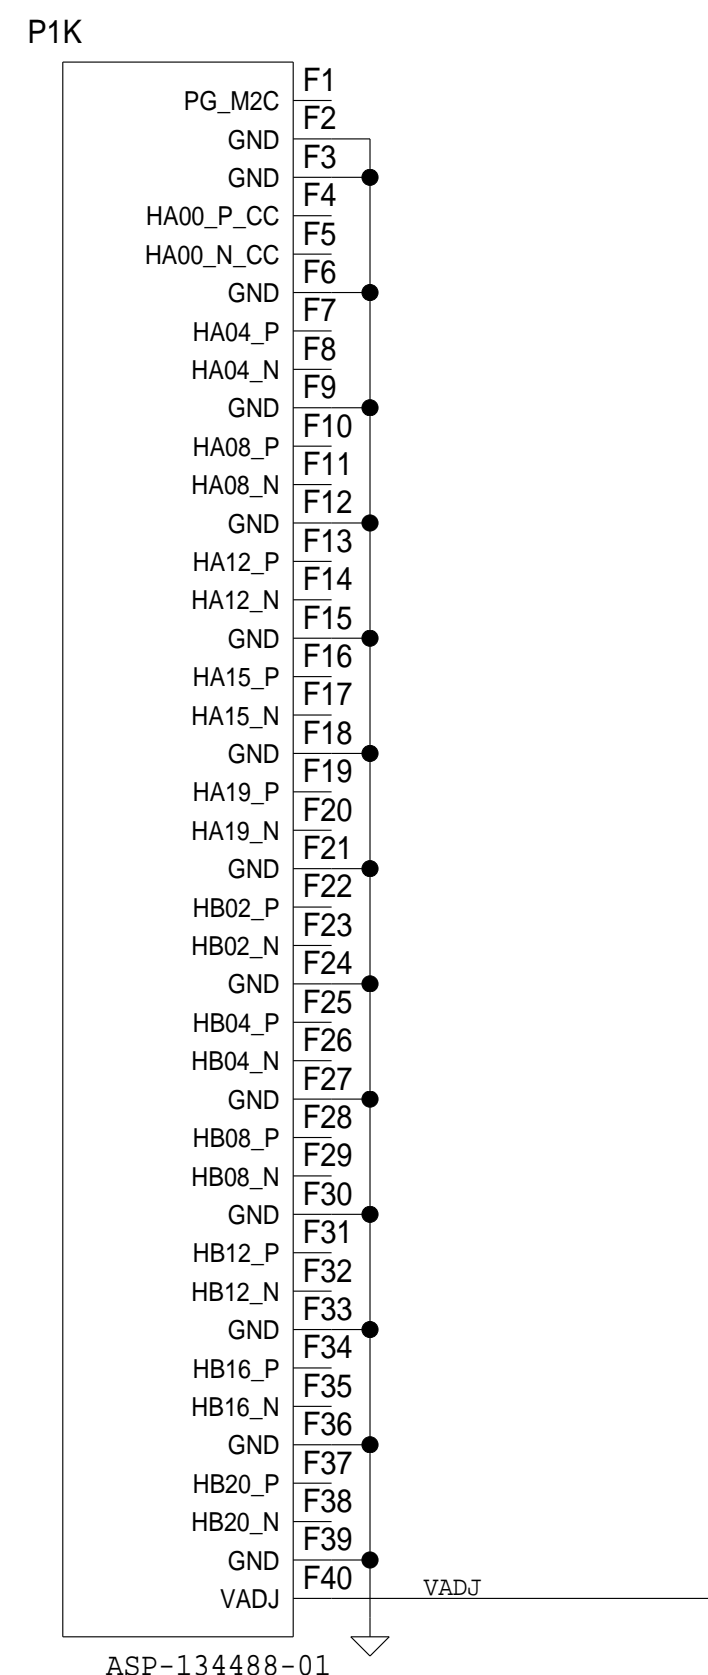 P1K
F1
PG_M2C
F2
GND
F3
GND
F4
HA00_P_CC
F5
HA00_N_CC
F6
GND
F7
HA04_P
F8
HA04_N
F9
GND
F10
HA08_P
F11
HA08_N
F12
GND
F13
HA12_P
F14
HA12_N
F15
GND
F16
HA15_P
F17
HA15_N
F18
GND
F19
HA19_P
F20
HA19_N
F21
GND
F22
HB02_P
F23
HB02_N
F24
GND
F25
HB04_P
F26
HB04_N
F27
GND
F28
HB08_P
F29
HB08_N
F30
GND
F31
HB12_P
F32
HB12_N
F33
GND
F34
HB16_P
F35
HB16_N
F36
GND
F37
HB20_P
F38
HB20_N
F39
GND
F40
VADJ
VADJ
ASP-134488-01